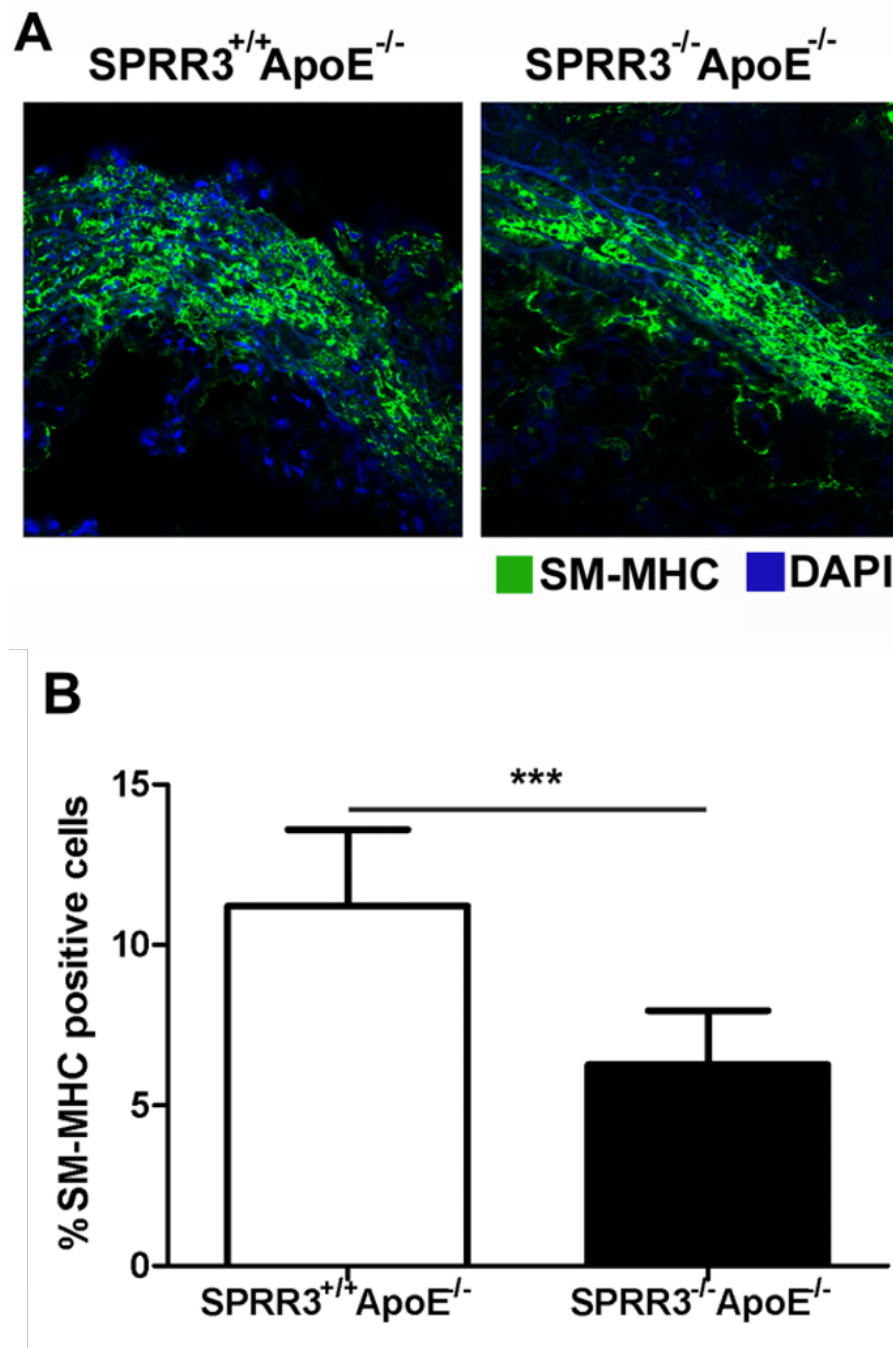 A
SPRR3+/+ApoE-/- SPRR3-/-ApoE-/-
SM-MHC DAPI
B
***
% SM-MHC positive cells
15
10
5
0
SPRR3+/+ApoE-/- SPRR3-/-ApoE-/-